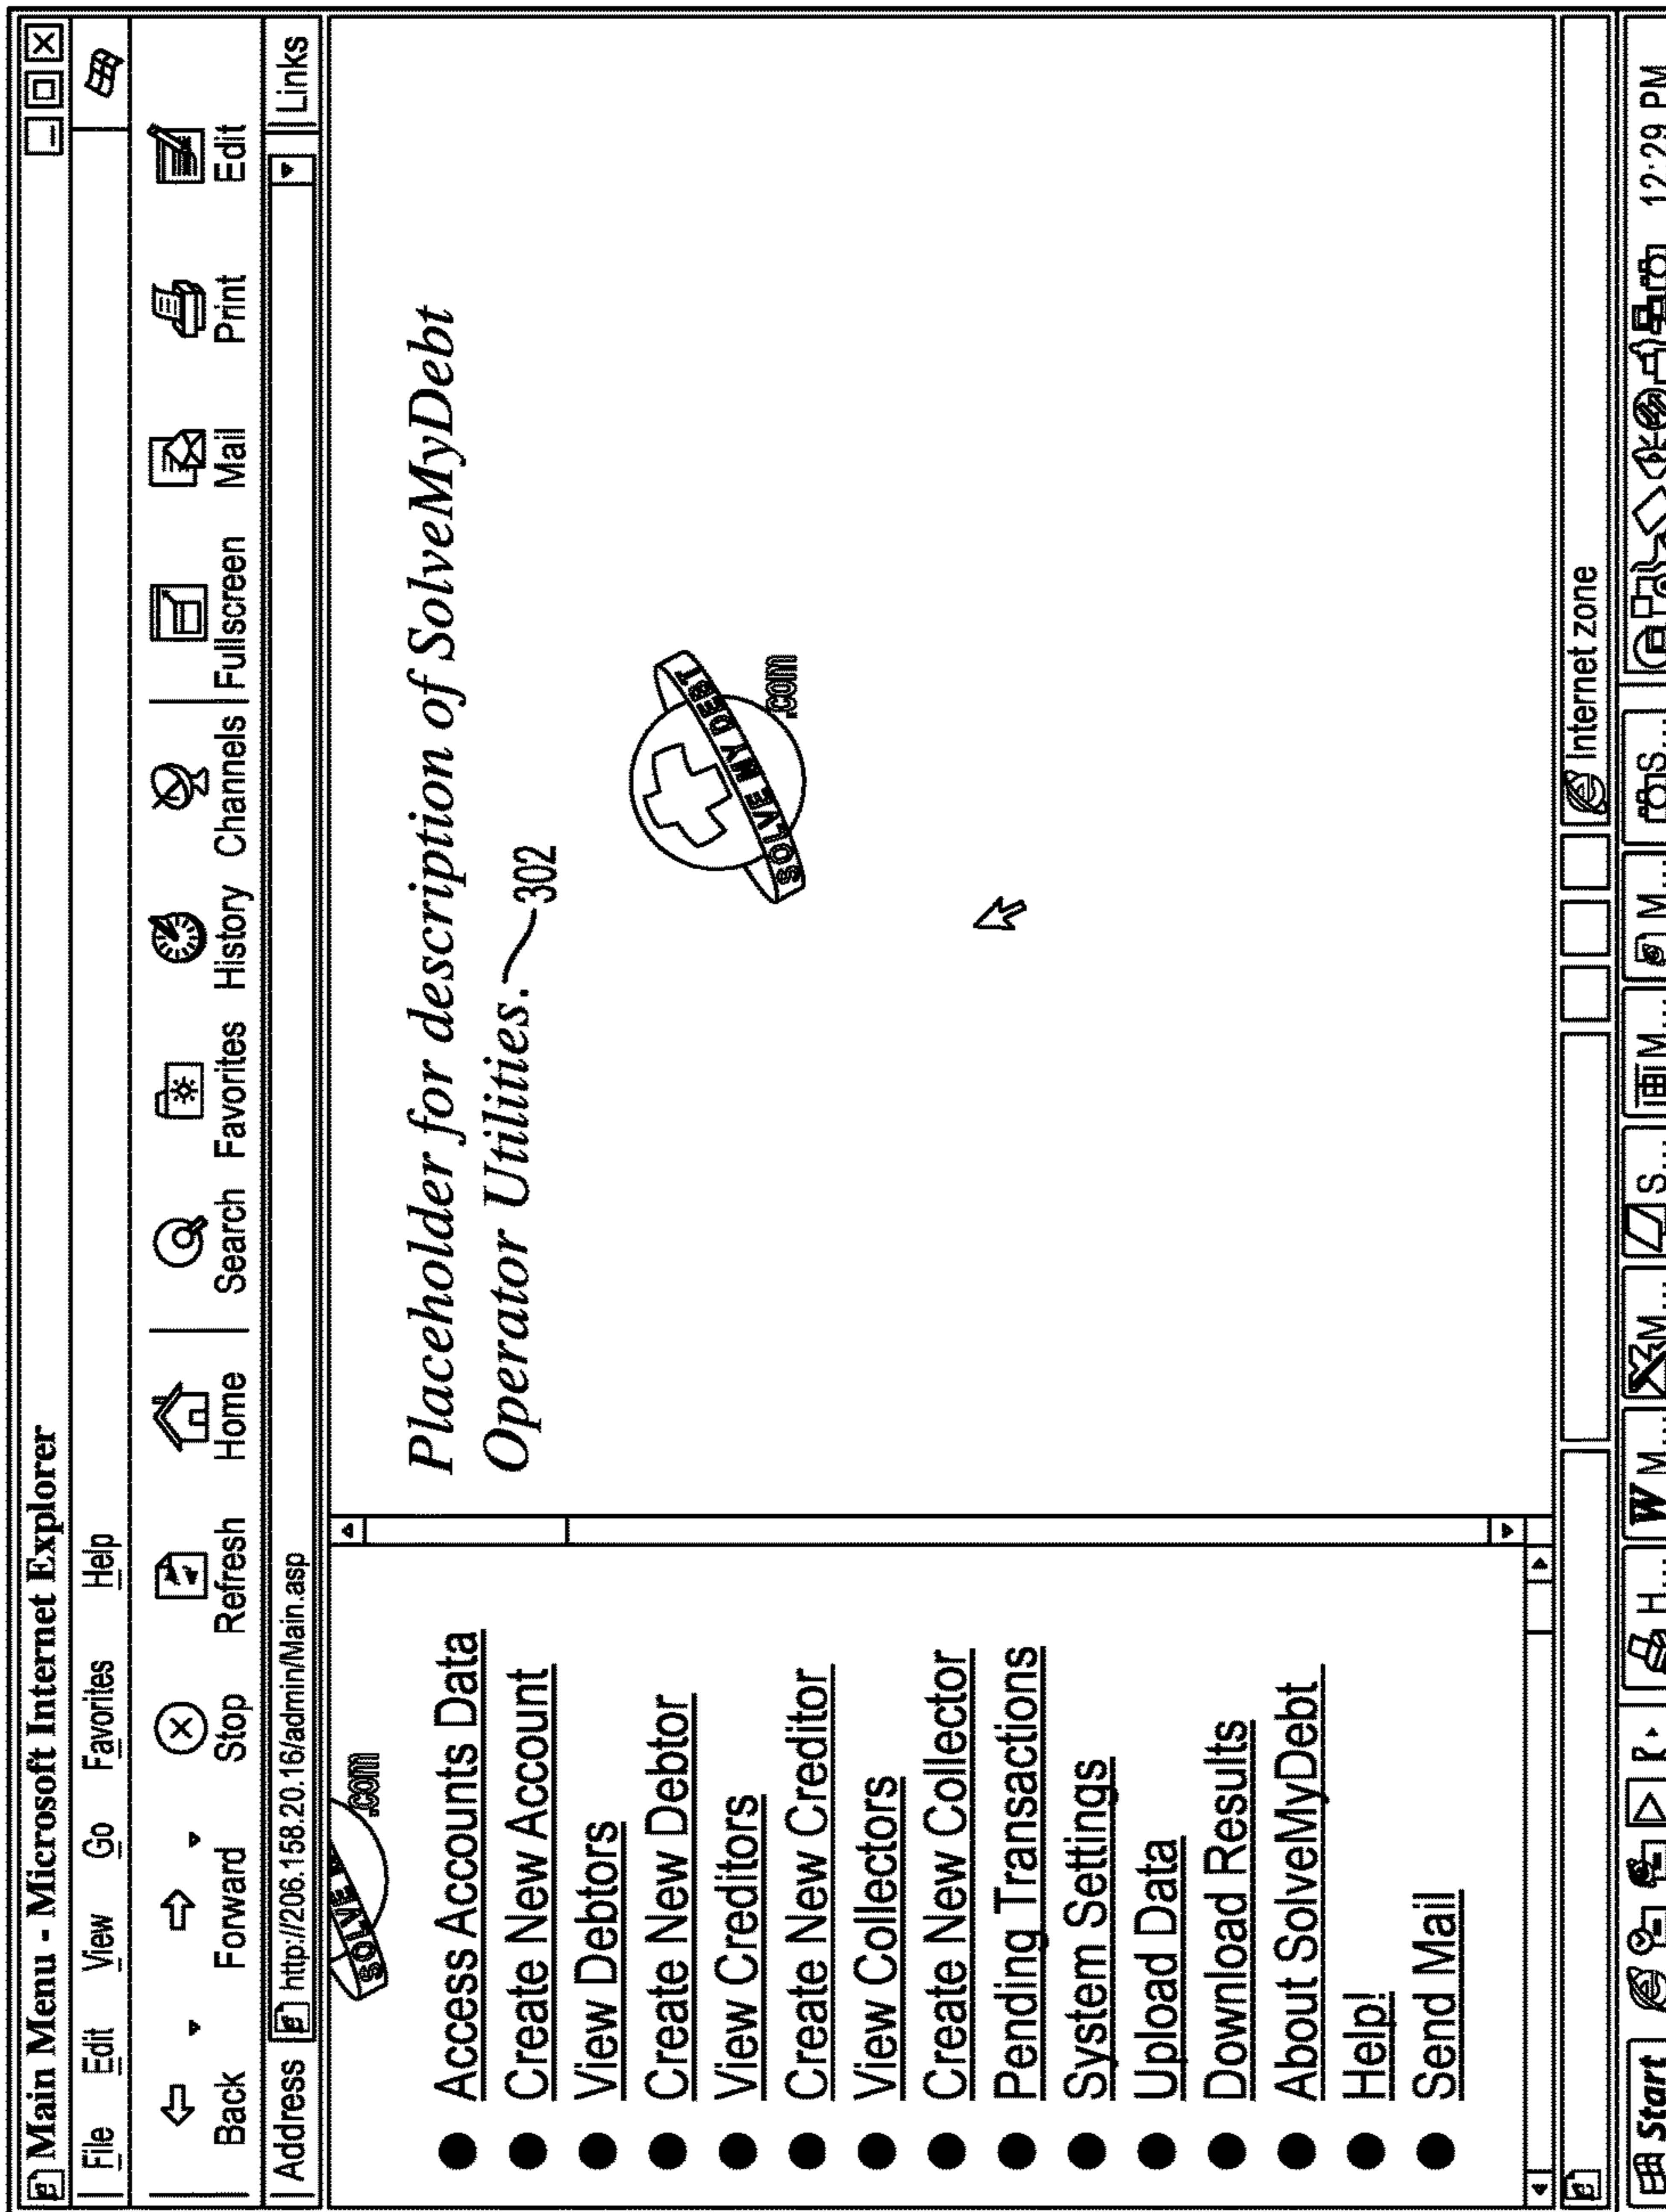 Main Menu - Microsoft Internet Explorer
File Edit View Go Favorites Help
Back Forward Stop Refresh Home Search Favorites History Channels Fullscreen Mail Print Edit
Address http://206.158.20.16/admin/Main.asp Links
SOLVE
.com
Access Accounts Data
Create New Account
View Debtors
Create New Debtor
View Creditors
Create New Creditor
View Collectors
Create New Collector
Pending Transactions
System Settings
Upload Data
Download Results
About SolveMyDebt
Help!
Send Mail
Placeholder for description of SolveMyDebt
Operator Utilities. 302
SOLVE MY DEBT
.com
Internet zone
Start H... W M... M... S... M... M... S... 12:29 PM